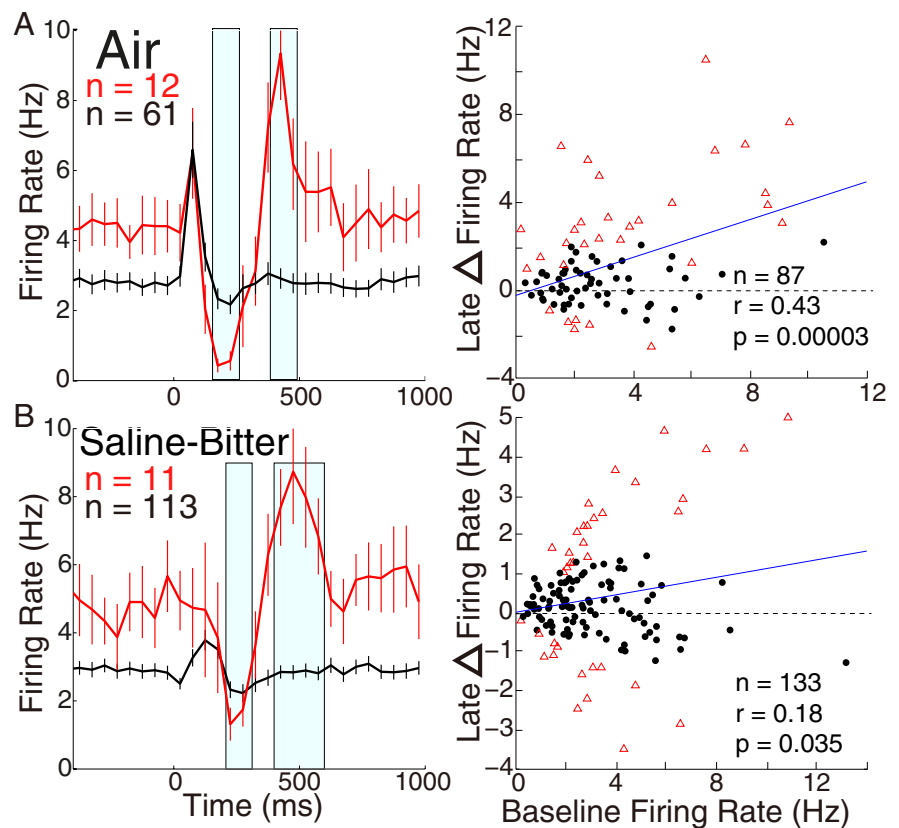 A
Air
n = 12
n = 61
Firing Rate (Hz)
10
8
6
4
2
0
0
500
1000
Late Δ Firing Rate (Hz)
12
8
4
0
−4
0
4
8
12
n = 87
r = 0.43
p = 0.00003
B
Saline-Bitter
n = 11
n = 113
Firing Rate (Hz)
10
8
6
4
2
0
0
500
1000
Time (ms)
Late Δ Firing Rate (Hz)
5
4
3
2
1
0
−1
−2
−3
−4
0
4
8
12
n = 133
r = 0.18
p = 0.035
Baseline Firing Rate (Hz)